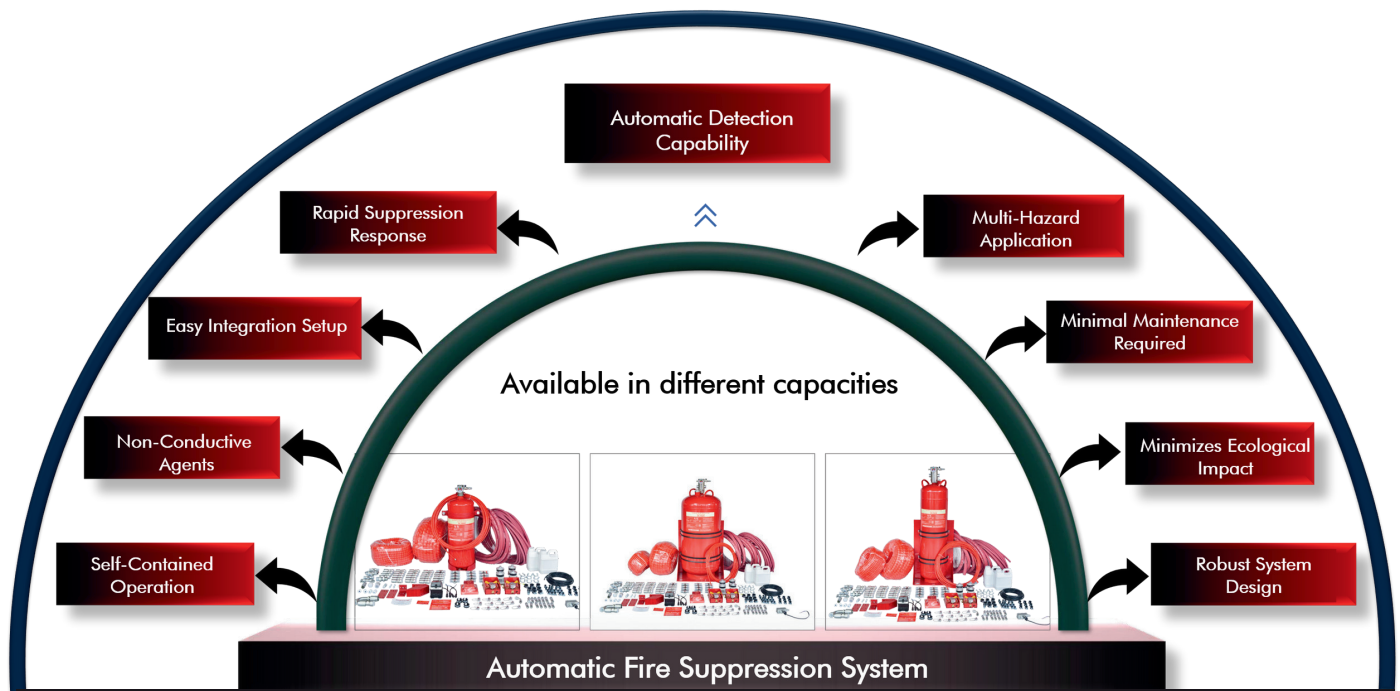 Automatic Detection
Capability
Rapid Suppression
Response
Multi-Hazard
Application
Easy Integration Setup
Minimal Maintenance
Required
Available in different capacities
Non-Conductive
Agents
Minimizes Ecological
Impact
Self-Contained
Operation
Robust System
Design
Automatic Fire Suppression System